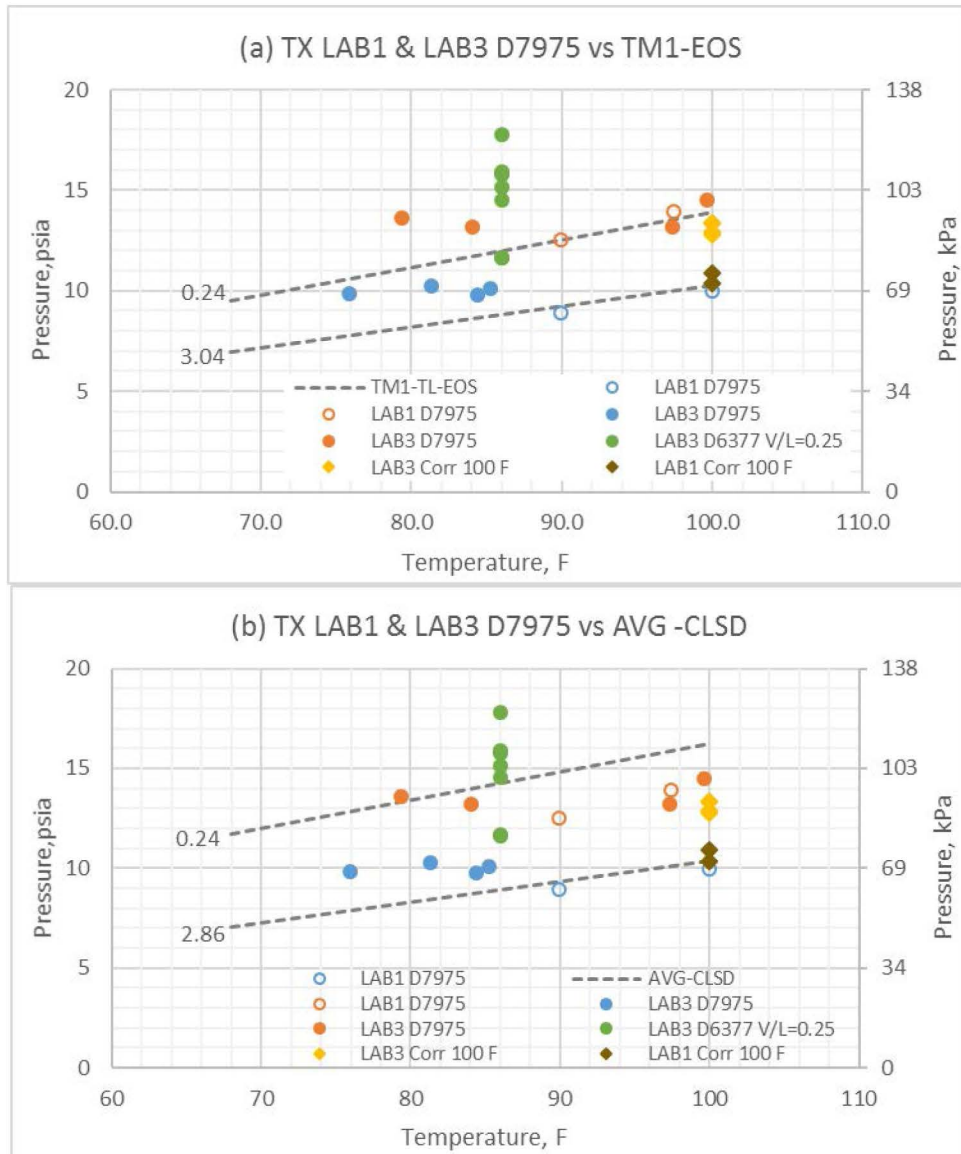 (a) TX LAB1 & LAB3 D7975 vs TM1-EOS
20 138
15 103
0.24
10 69
3.04
TM1-TL-EOS LAB1 D7975
5 34
LAB1 D7975 LAB3 D7975
LAB3 D7975 LAB3 D6377 V/L=0.25
LAB3 Corr 100 F LAB1 Corr 100 F
0 0
60.0 70.0 80.0 90.0 100.0 110.0
Temperature, F
Pressure,psia
Pressure, kPa
(b) TX LAB1 & LAB3 D7975 vs AVG -CLSD
20 138
15 103
0.24
10 69
2.86
5 34
LAB1 D7975 AVG-CLSD
LAB1 D7975 LAB3 D7975
LAB3 D7975 LAB3 D6377 V/L=0.25
LAB3 Corr 100 F LAB1 Corr 100 F
0 0
60 70 80 90 100 110
Temperature, F
Pressure,psia
Pressure, kPa